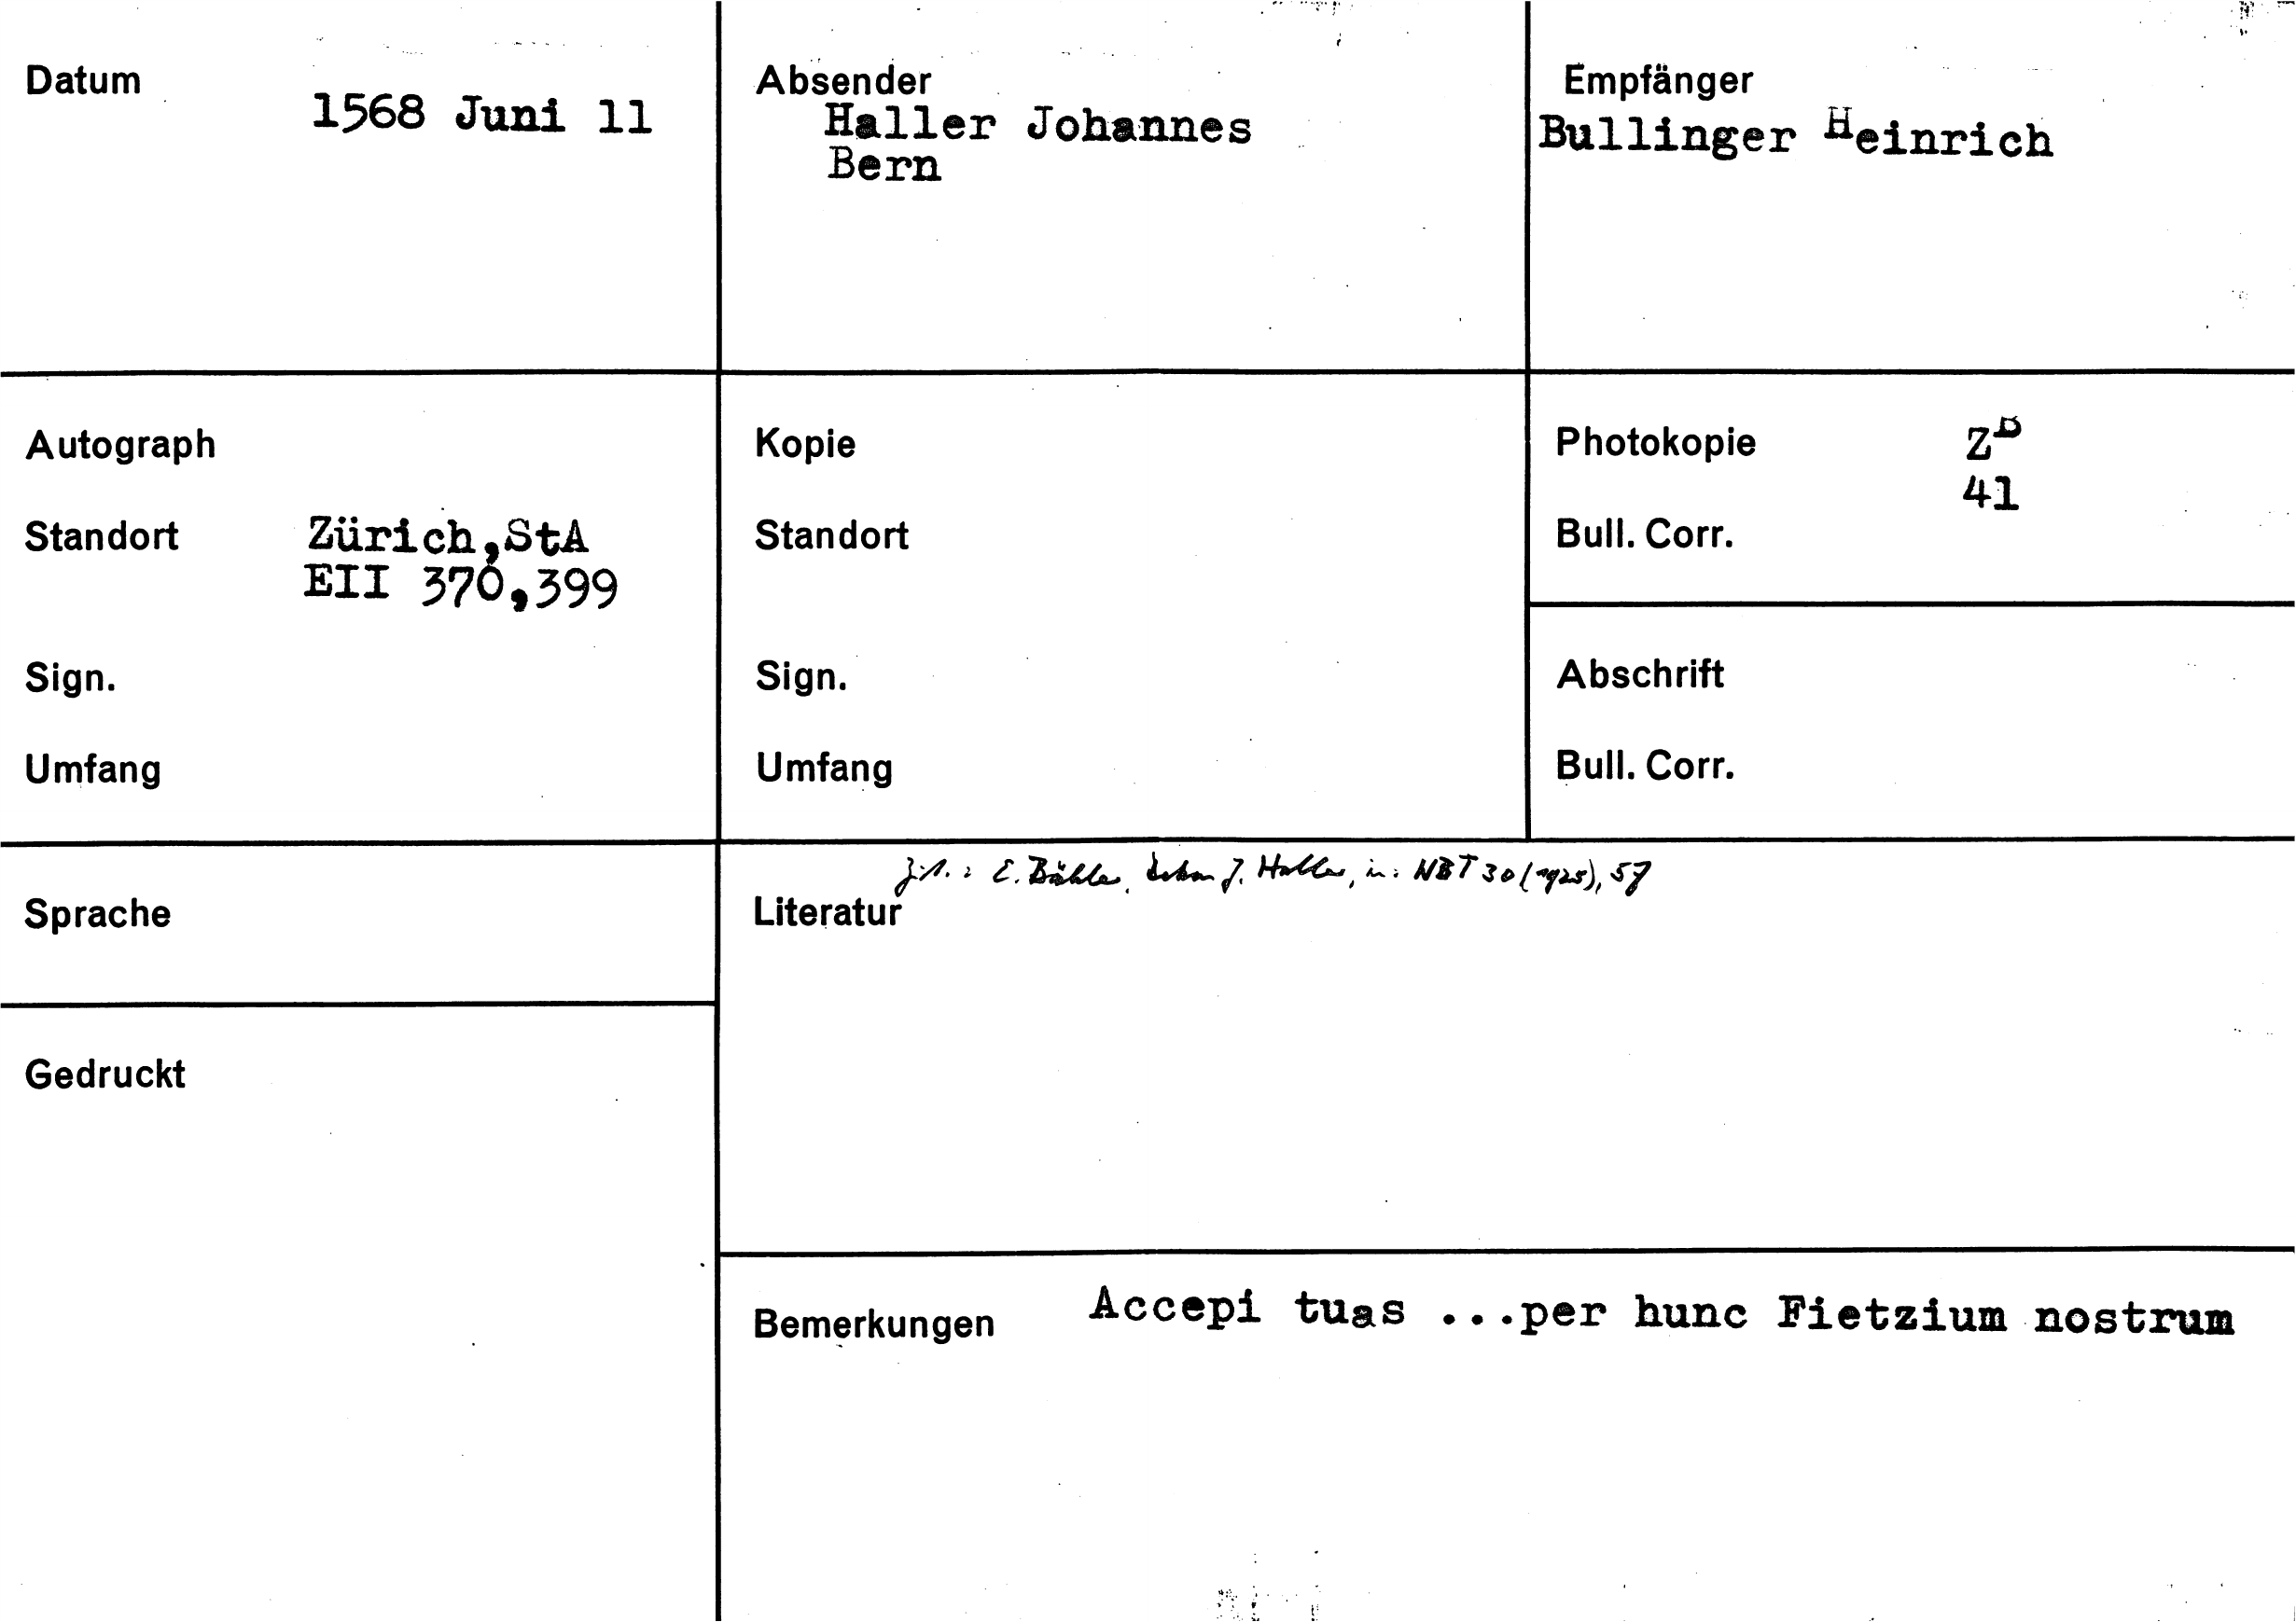 Datum
1568 Juni 11
Absender
Haller Johannes
Bern
Empfänger
Bullinger Heinrich
Autograph
Standort
Zürich,StA
EII 370,399
Sign.
Umfang
Kopie
Standort
Sign.
Umfang
Photokopie
ZB
41
Bull. Corr.
Abschrift
Bull. Corr.
Sprache
Gedruckt
E. Bähler, J. Haller, in: NBT 30 (1925), 57
Literatur
Bemerkungen
Accepi tuas ...per hunc Fietzium nostrum